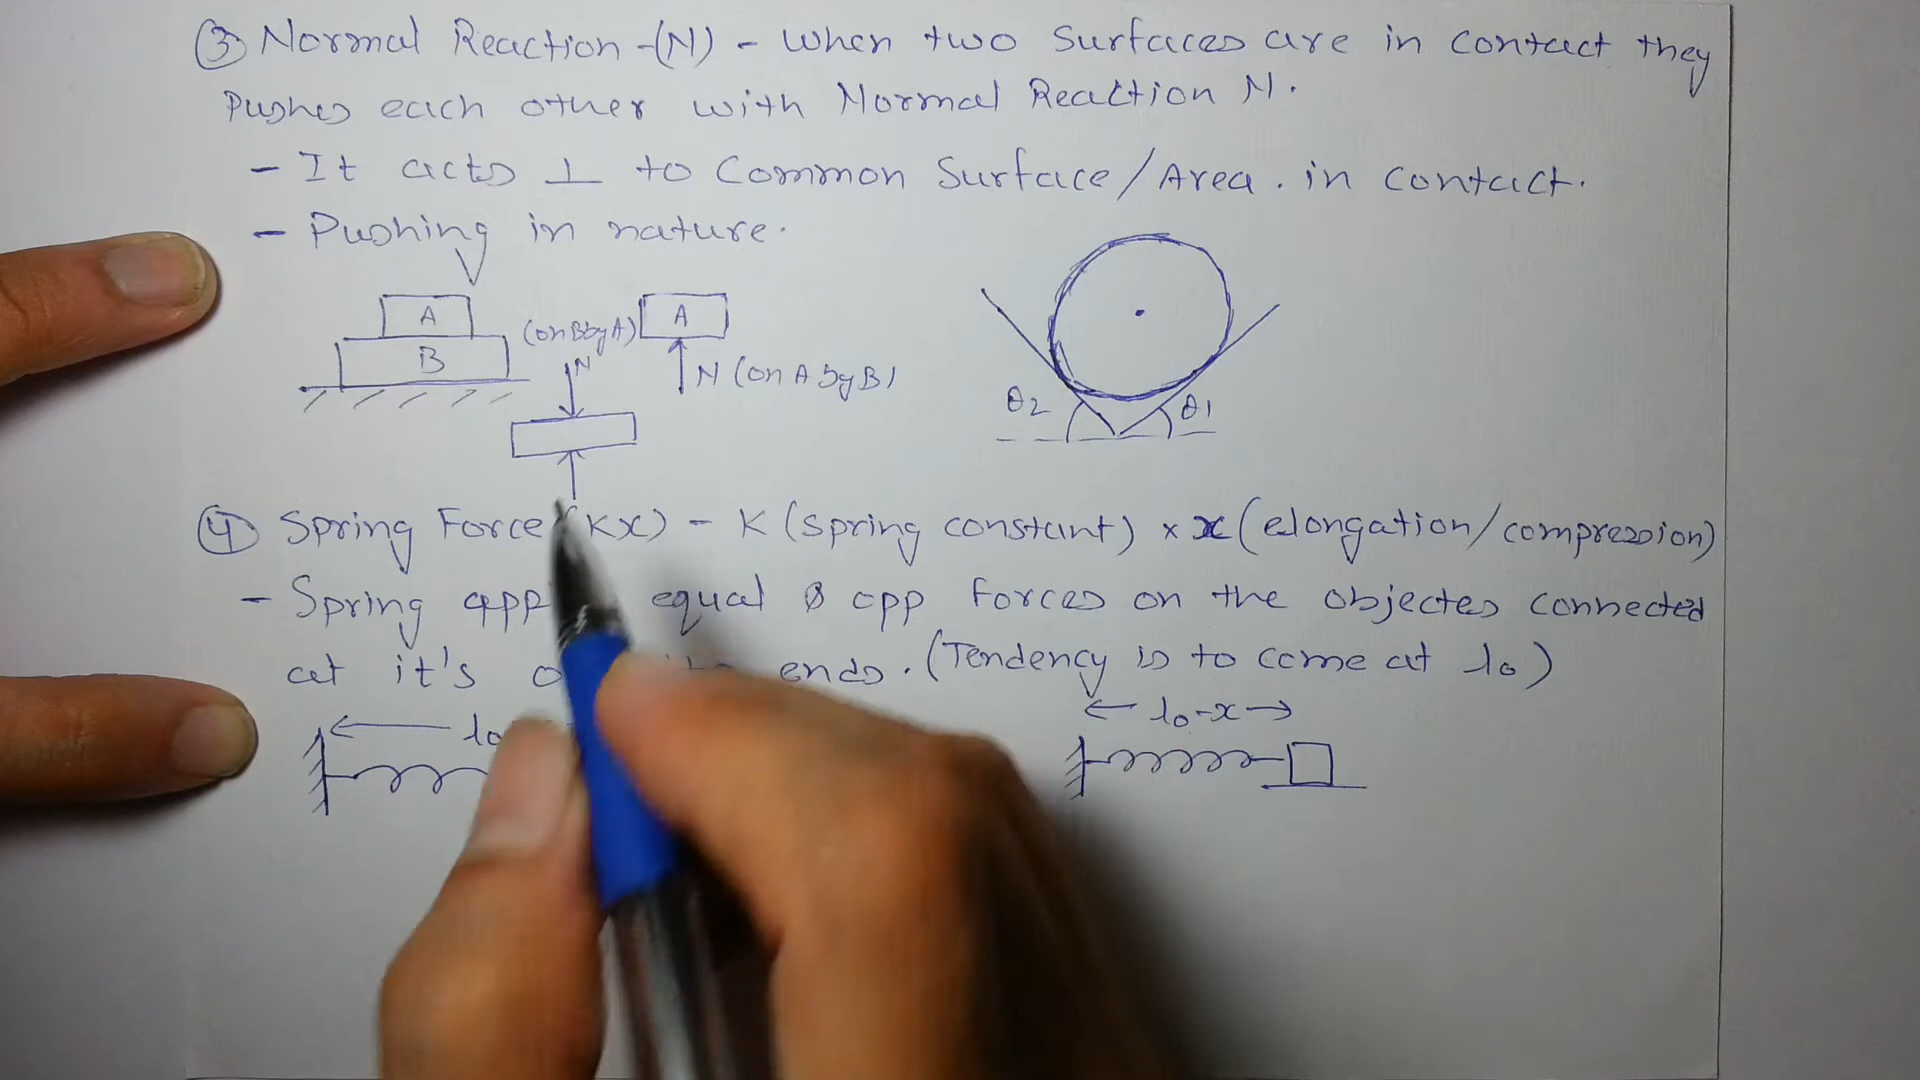 ③ Normal Reaction -(N) - When two Surfaces are in contact they
Pushes each other with Normal Reaction N.
- It acts ⊥ to Common Surface/Area. in contact.
- Pushing in nature.
A
B
(on B by A)
N
A
N (on A by B)
θ2
θ1
④ Spring Force (Kx) - K (spring constant) × x (elongation/compression)
- Spring equal & opp Forces on the objectes connected
at it's ends. (Tendency is to come at l0)
l0
l0-x